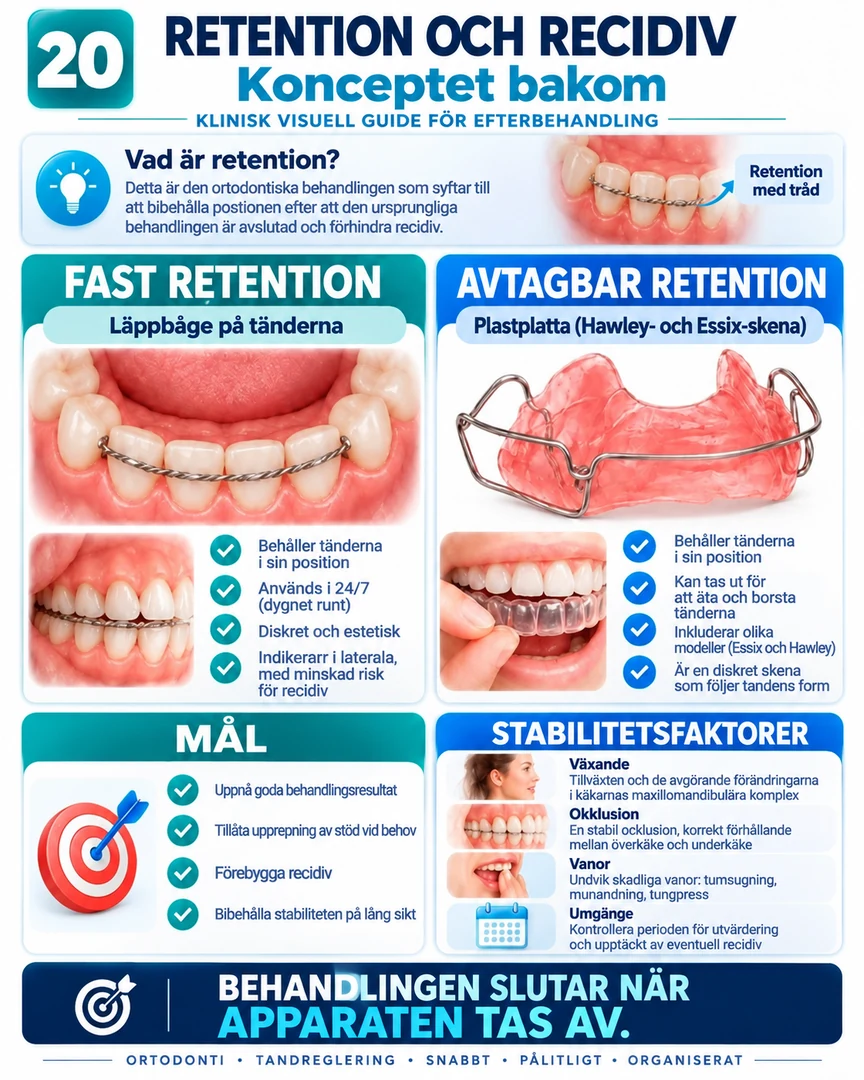 20
RETENTION OCH RECIDIV
Konceptet bakom
KLINISK VISUELL GUIDE FÖR EFTERBEHANDLING
Vad är retention?
Detta är den ortodontiska behandlingen som syftar till
att bibehålla postionen efter att den ursprungliga
behandlingen är avslutad och förhindra recidiv.
Retention
med tråd
FAST RETENTION
Läppbåge på tänderna
Behåller tänderna
i sin position
Används i 24/7
(dygnet runt)
Diskret och estetisk
Indikerarr i laterala,
med minskad risk
för recidiv
AVTAGBAR RETENTION
Plastplatta (Hawley- och Essix-skena)
Behåller tänderna
i sin position
Kan tas ut för
att äta och borsta
tänderna
Inkluderar olika
modeller (Essix och Hawley)
Är en diskret skena
som följer tandens form
MÅL
Uppnå goda behandlingsresultat
Tillåta upprepning av stöd vid behov
Förebygga recidiv
Bibehålla stabiliteten på lång sikt
STABILITETSFAKTORER
Växande
Tillväxten och de avgörande förändringarna
i käkarnas maxillomandibulära komplex
Okklusion
En stabil ocklusion, korrekt förhållande
mellan överkäke och underkäke
Vanor
Undvik skadliga vanor: tumsugning,
munandning, tungpress
Umgänge
Kontrollera perioden för utvärdering
och upptäckt av eventuell recidiv
BEHANDLINGEN SLUTAR NÄR
APPARATEN TAS AV.
ORTODONTI • TANDREGLERING • SNABBT • PÅLITLIGT • ORGANISERAT